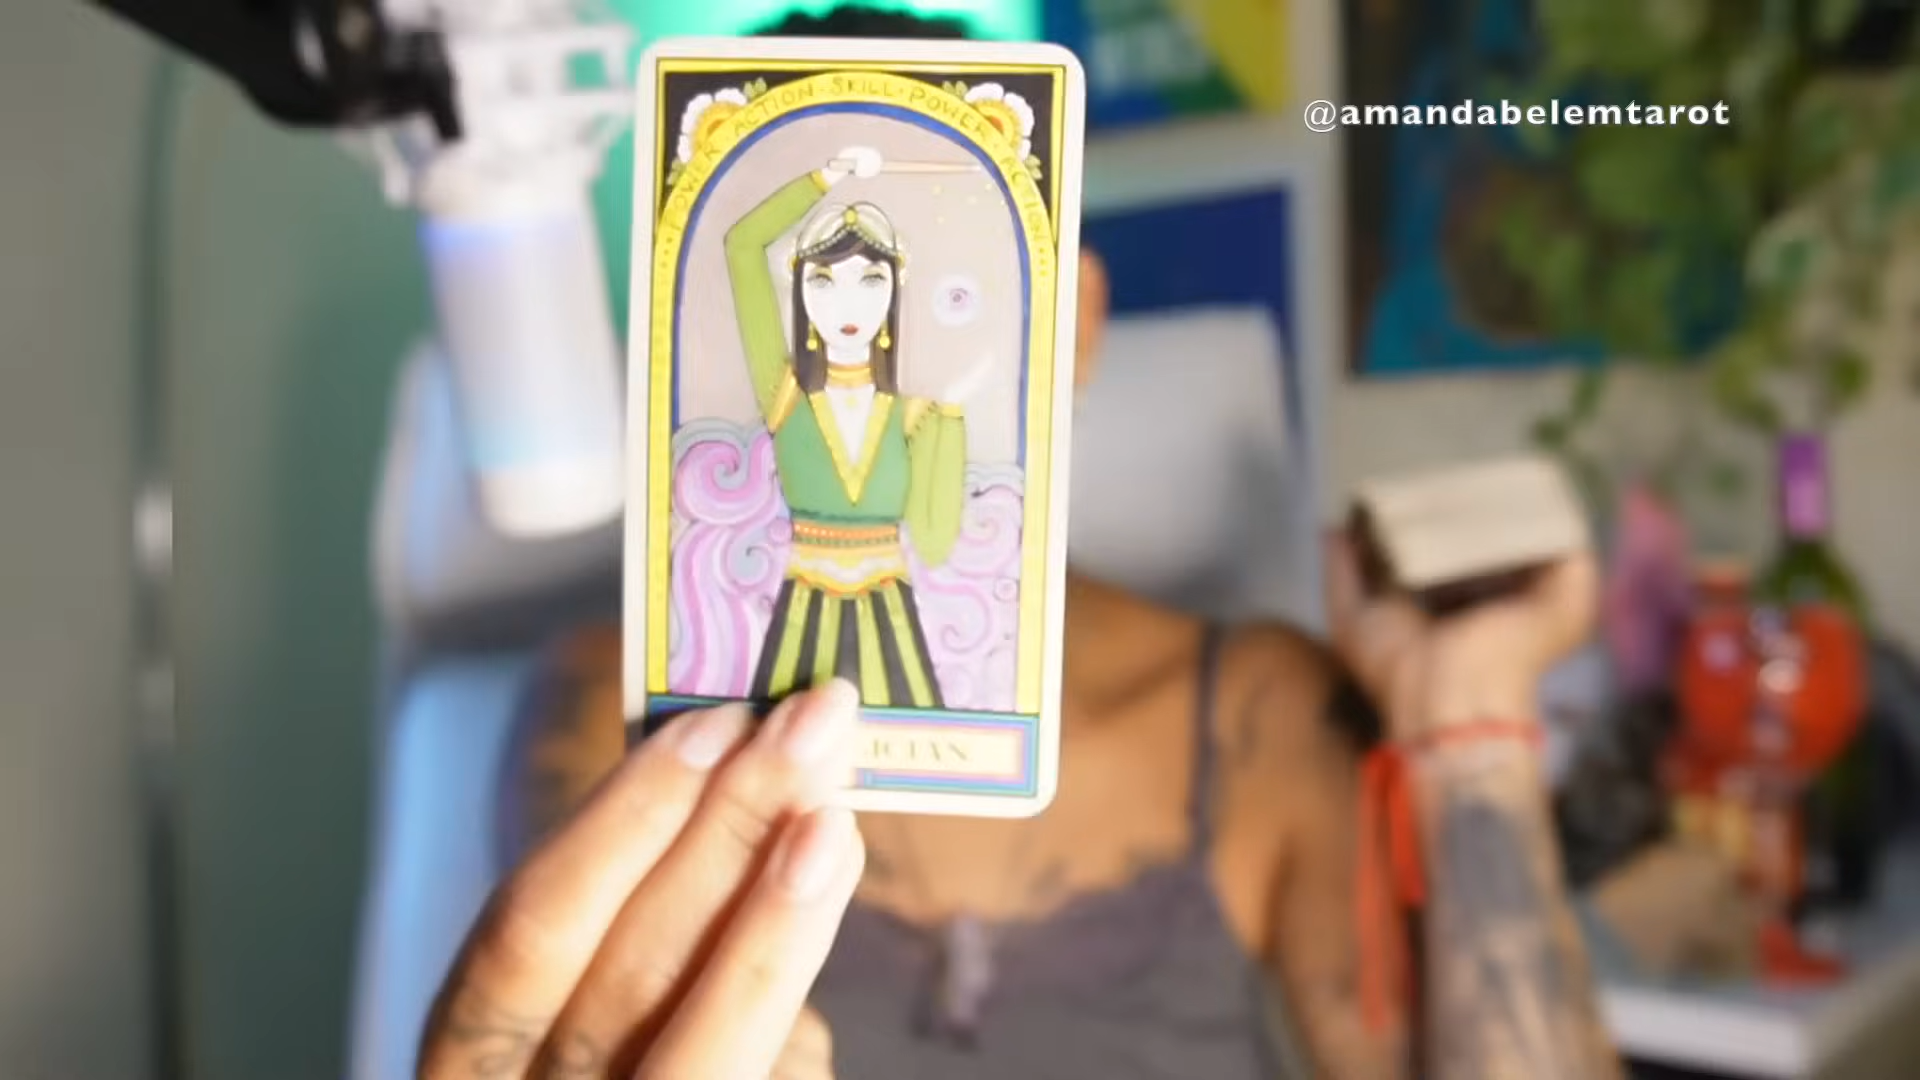 @amandabelemtarot
POWER · ACTION · SKILL · POWER · ACTION